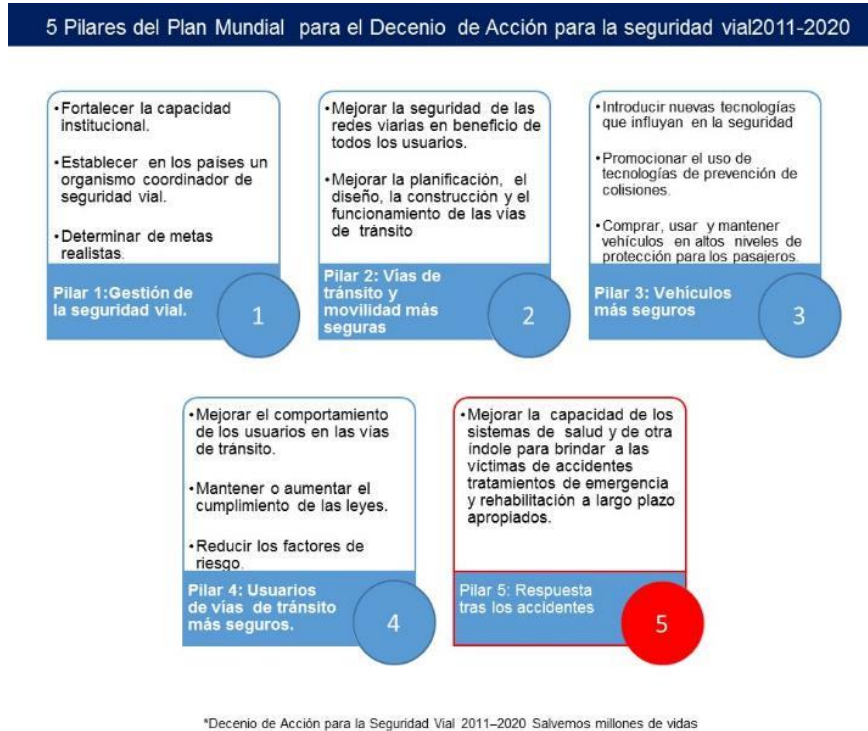 5 Pilares del Plan Mundial para el Decenio de Acción para la seguridad vial2011-2020
•Fortalecer la capacidad
institucional.
•Establecer en los países un
organismo coordinador de
seguridad vial.
•Determinar de metas
realistas.
Pilar 1:Gestión de
la seguridad vial.
1
•Mejorar la seguridad de las
redes viarias en beneficio de
todos los usuarios.
•Mejorar la planificación, el
diseño, la construcción y el
funcionamiento de las vías
de tránsito
Pilar 2: Vías de
tránsito y
movilidad más
seguras
2
•Introducir nuevas tecnologías
que influyan en la seguridad
•Promocionar el uso de
tecnologías de prevención de
colisiones.
•Comprar, usar y mantener
vehículos en altos niveles de
protección para los pasajeros.
Pilar 3: Vehículos
más seguros
3
•Mejorar el comportamiento
de los usuarios en las vías
de tránsito.
•Mantener o aumentar el
cumplimiento de las leyes.
•Reducir los factores de
riesgo.
Pilar 4: Usuarios
de vías de tránsito
más seguros.
4
•Mejorar la capacidad de los
sistemas de salud y de otra
índole para brindar a las
víctimas de accidentes
tratamientos de emergencia
y rehabilitación a largo plazo
apropiados.
Pilar 5: Respuesta
tras los accidentes
5
*Decenio de Acción para la Seguridad Vial 2011–2020 Salvemos millones de vidas